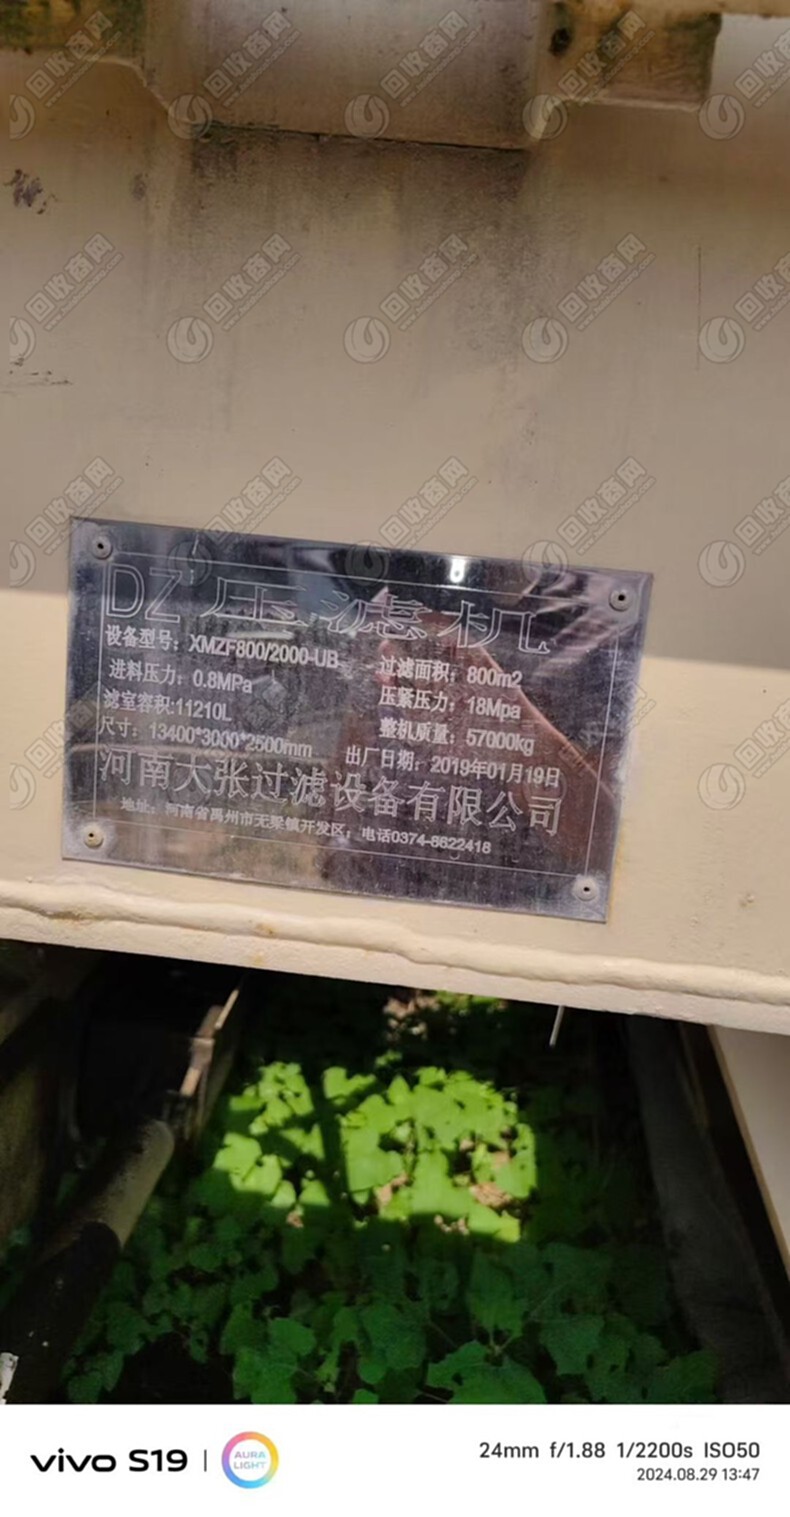 DZ 压滤机
设备型号：XMZF800/2000-UB 过滤面积：800m2
进料压力：0.8MPa 压紧压力：18Mpa
滤室容积:11210L 整机质量：57000kg
尺寸：13400*3000*2500mm 出厂日期：2019年01月19日
河南大张过滤设备有限公司
地址：河南省禹州市无梁镇开发区；电话0374-8622418
回收商网
vivo S19 | AURA LIGHT
24mm f/1.88 1/2200s ISO50
2024.08.29 13:47